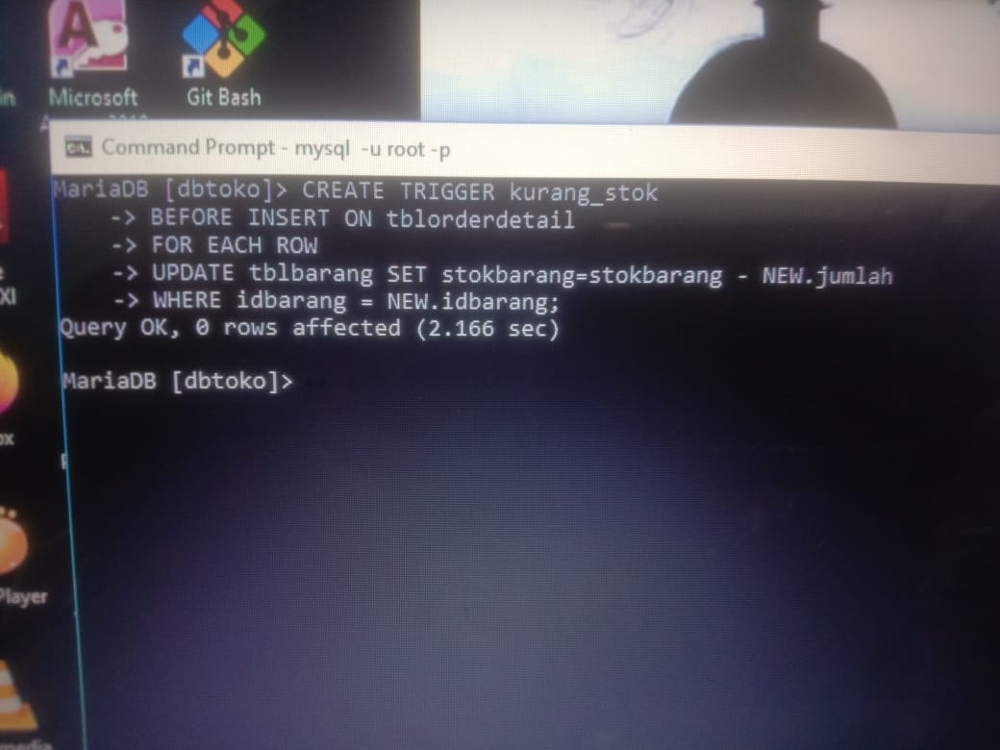 in
Microsoft
Git Bash
Command Prompt - mysql -u root -p
MariaDB [dbtoko]> CREATE TRIGGER kurang_stok
-> BEFORE INSERT ON tblorderdetail
-> FOR EACH ROW
-> UPDATE tblbarang SET stokbarang=stokbarang - NEW.jumlah
-> WHERE idbarang = NEW.idbarang;
Query OK, 0 rows affected (2.166 sec)
MariaDB [dbtoko]>
XI
ox
Player